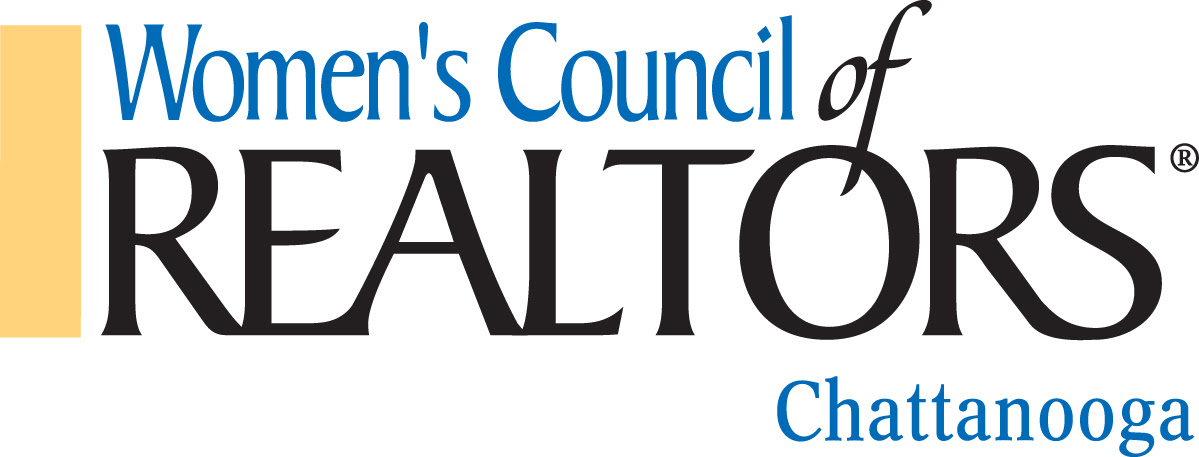 Women's Council of
REALTORS®
Chattanooga